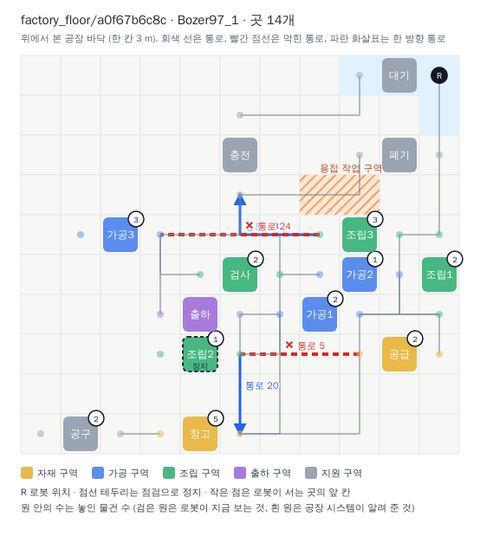 factory_floor/a0f67b6c8c · Bozer97_1 · 곳 14개
위에서 본 공장 바닥 (한 칸 3 m). 회색 선은 통로, 빨간 점선은 막힌 통로, 파란 화살표는 한 방향 통로
대기
R
충전
폐기
용접 작업 구역
3
가공3
통로 24
3
조립3
2
검사
1
가공2
2
조립1
출하
2
가공1
1
조립2
정지
통로 5
2
공급
통로 20
2
공구
5
창고
자재 구역
가공 구역
조립 구역
출하 구역
지원 구역
R 로봇 위치 · 점선 테두리는 점검으로 정지 · 작은 점은 로봇이 서는 곳의 앞 칸
원 안의 수는 놓인 물건 수 (검은 원은 로봇이 지금 보는 것, 흰 원은 공장 시스템이 알려 준 것)